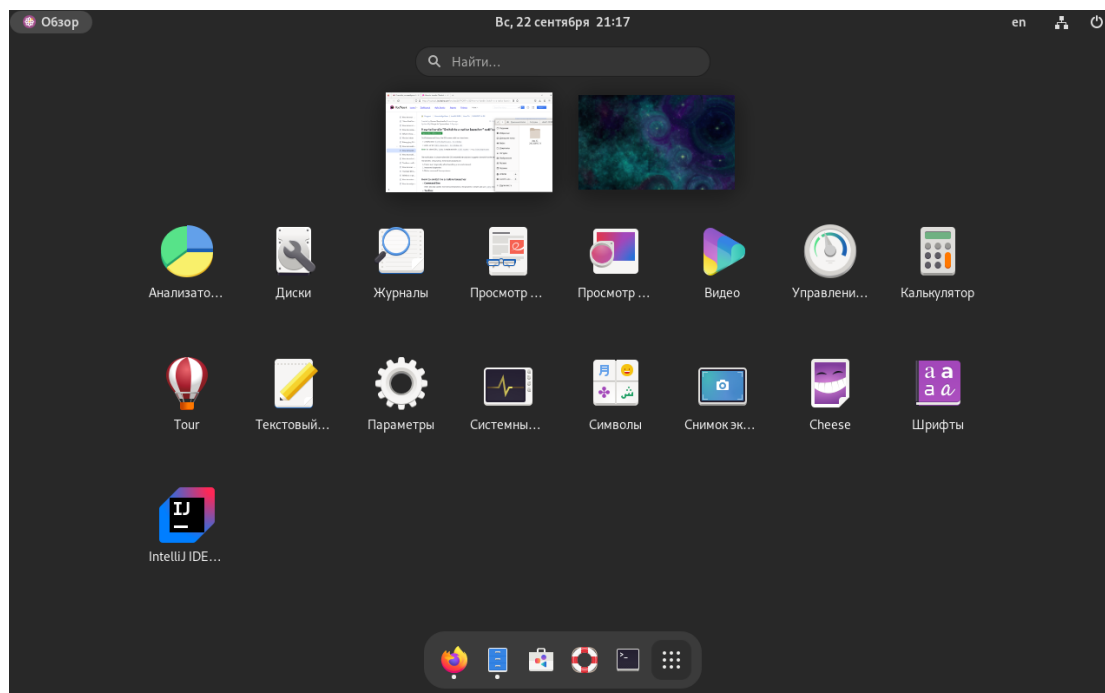 Обзор
Вс, 22 сентября 21:17
en
Найти...
Анализато...
Диски
Журналы
Просмотр ...
Просмотр ...
Видео
Управлени...
Калькулятор
Tour
Текстовый...
Параметры
Системны...
Символы
Снимок эк...
Cheese
Шрифты
IJ
IntelliJ IDE...